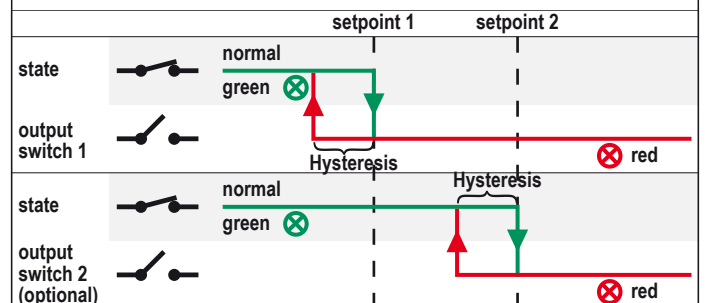 setpoint 1 setpoint 2
normal
state
green
output
switch 1
red
Hysteresis
Hysteresis
normal
state
green
output
switch 2
(optional)
red